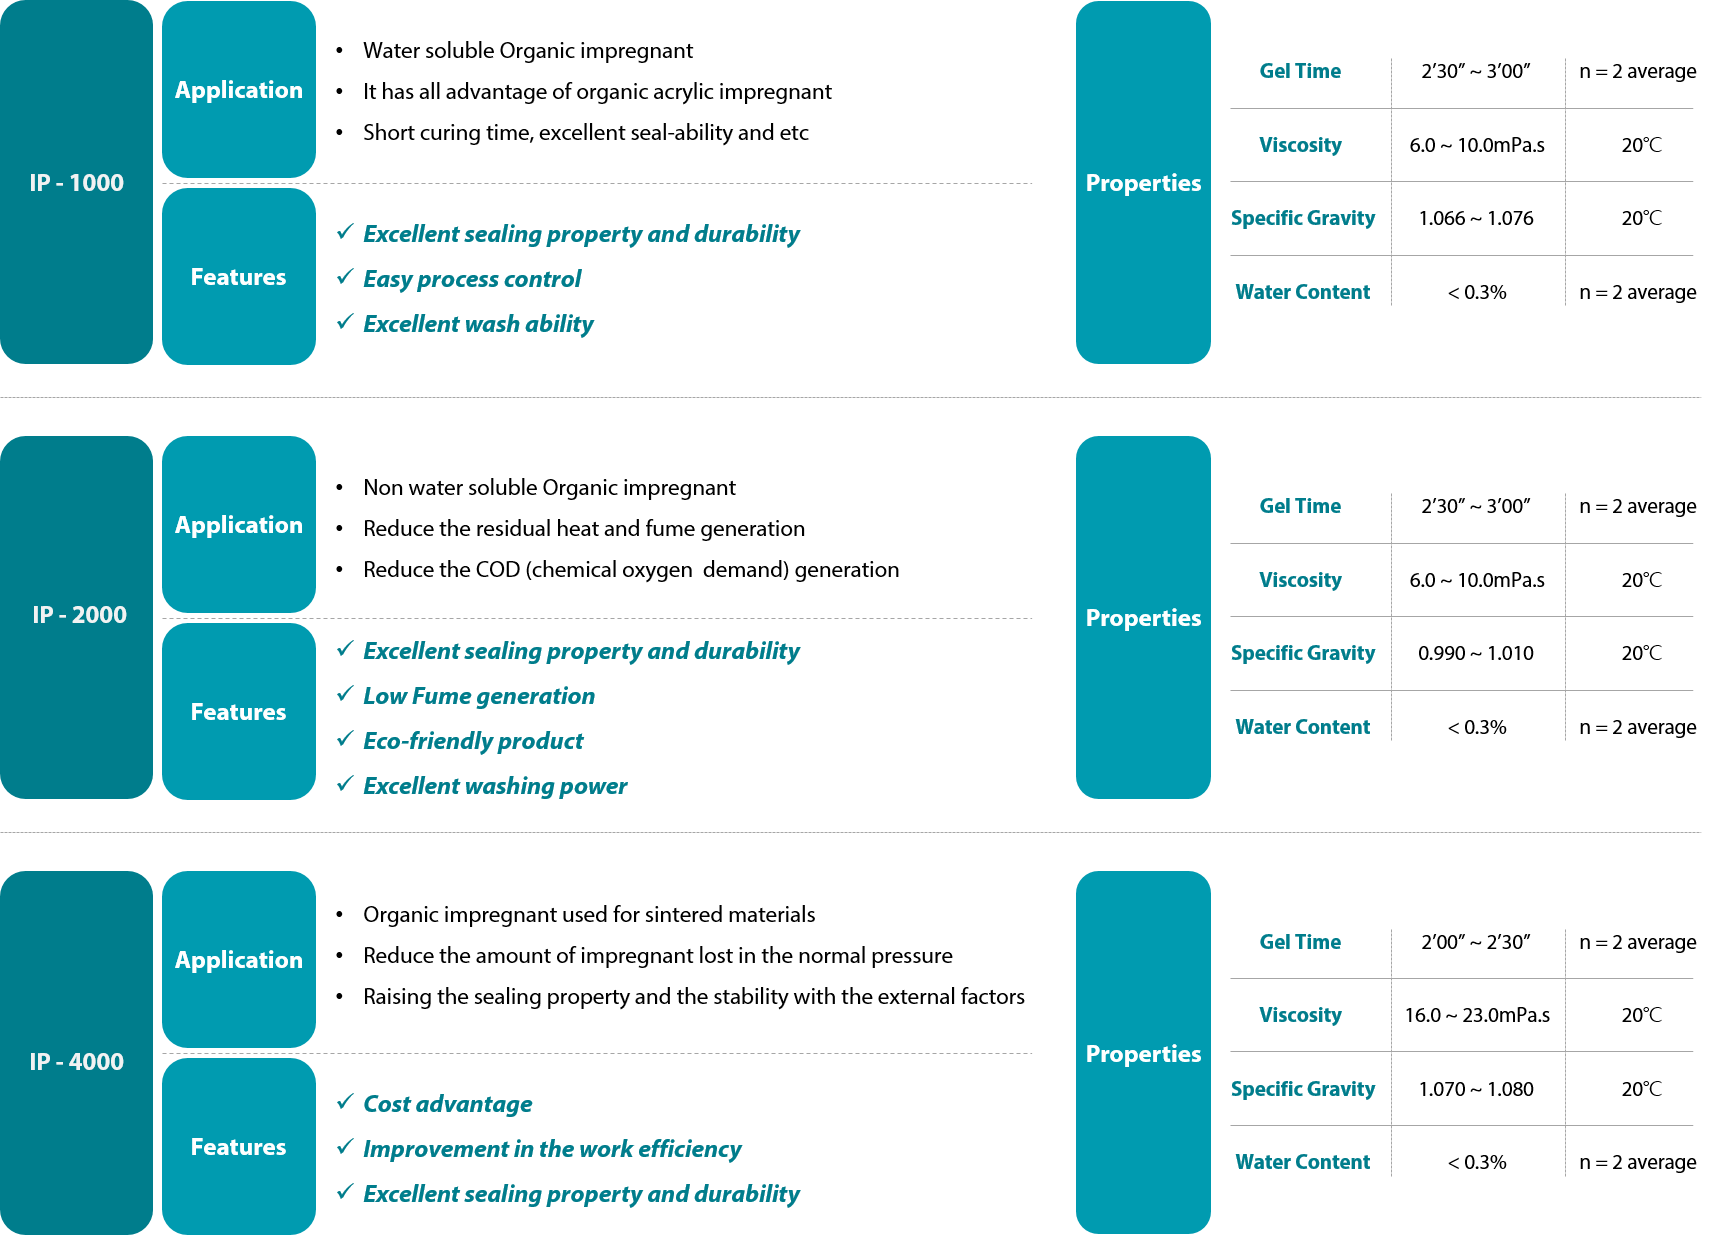 IP - 1000
Application
• Water soluble Organic impregnant
• It has all advantage of organic acrylic impregnant
• Short curing time, excellent seal-ability and etc
Features
✓ Excellent sealing property and durability
✓ Easy process control
✓ Excellent wash ability
Properties
Gel Time 2’30” ~ 3’00” n = 2 average
Viscosity 6.0 ~ 10.0mPa.s 20℃
Specific Gravity 1.066 ~ 1.076 20℃
Water Content < 0.3% n = 2 average
IP - 2000
Application
• Non water soluble Organic impregnant
• Reduce the residual heat and fume generation
• Reduce the COD (chemical oxygen  demand) generation
Features
✓ Excellent sealing property and durability
✓ Low Fume generation
✓ Eco-friendly product
✓ Excellent washing power
Properties
Gel Time 2’30” ~ 3’00” n = 2 average
Viscosity 6.0 ~ 10.0mPa.s 20℃
Specific Gravity 0.990 ~ 1.010 20℃
Water Content < 0.3% n = 2 average
IP - 4000
Application
• Organic impregnant used for sintered materials
• Reduce the amount of impregnant lost in the normal pressure
• Raising the sealing property and the stability with the external factors
Features
✓ Cost advantage
✓ Improvement in the work efficiency
✓ Excellent sealing property and durability
Properties
Gel Time 2’00” ~ 2’30” n = 2 average
Viscosity 16.0 ~ 23.0mPa.s 20℃
Specific Gravity 1.070 ~ 1.080 20℃
Water Content < 0.3% n = 2 average